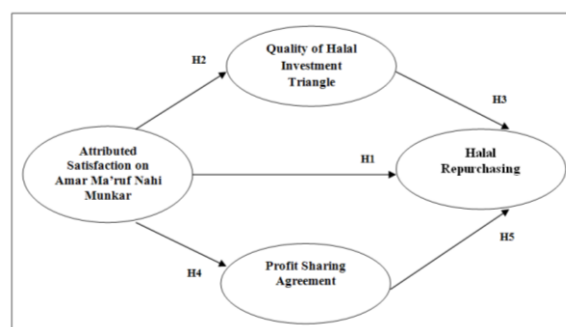 Quality of Halal
Investment
Triangle
H2
H3
Attributed
Satisfaction on
Amar Ma'ruf Nahi
Munkar
H1
Halal
Repurchasing
H4
Profit Sharing
Agreement
H5